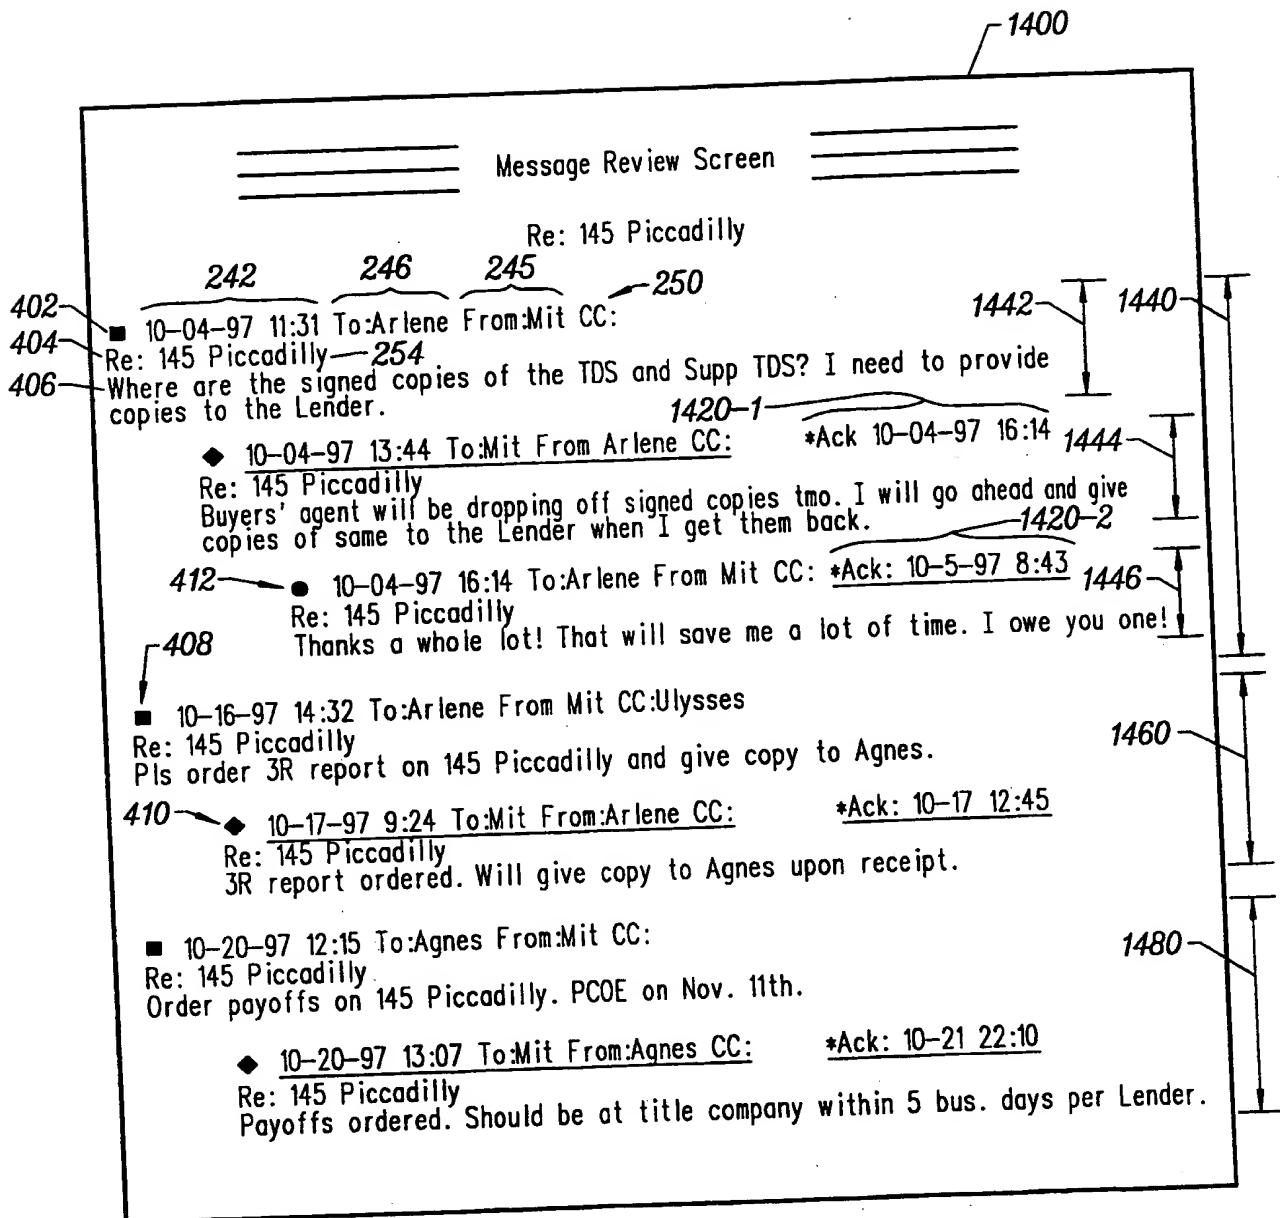 1400
Message Review Screen
Re: 145 Piccadilly
242 246 245 250
402 1442 1440
■ 10-04-97 11:31 To:Arlene From:Mit CC:
404 Re: 145 Piccadilly 254
406 Where are the signed copies of the TDS and Supp TDS? I need to provide
copies to the Lender.
1420-1
◆ 10-04-97 13:44 To:Mit From Arlene CC: *Ack 10-04-97 16:14 1444
Re: 145 Piccadilly
Buyers' agent will be dropping off signed copies tmo. I will go ahead and give
copies of same to the Lender when I get them back. 1420-2
412 ● 10-04-97 16:14 To:Arlene From Mit CC: *Ack: 10-5-97 8:43 1446
Re: 145 Piccadilly
Thanks a whole lot! That will save me a lot of time. I owe you one!
408
■ 10-16-97 14:32 To:Arlene From Mit CC:Ulysses
Re: 145 Piccadilly
Pls order 3R report on 145 Piccadilly and give copy to Agnes. 1460
410 ◆ 10-17-97 9:24 To:Mit From:Arlene CC: *Ack: 10-17 12:45
Re: 145 Piccadilly
3R report ordered. Will give copy to Agnes upon receipt.
■ 10-20-97 12:15 To:Agnes From:Mit CC: 1480
Re: 145 Piccadilly
Order payoffs on 145 Piccadilly. PCOE on Nov. 11th.
◆ 10-20-97 13:07 To:Mit From:Agnes CC: *Ack: 10-21 22:10
Re: 145 Piccadilly
Payoffs ordered. Should be at title company within 5 bus. days per Lender.